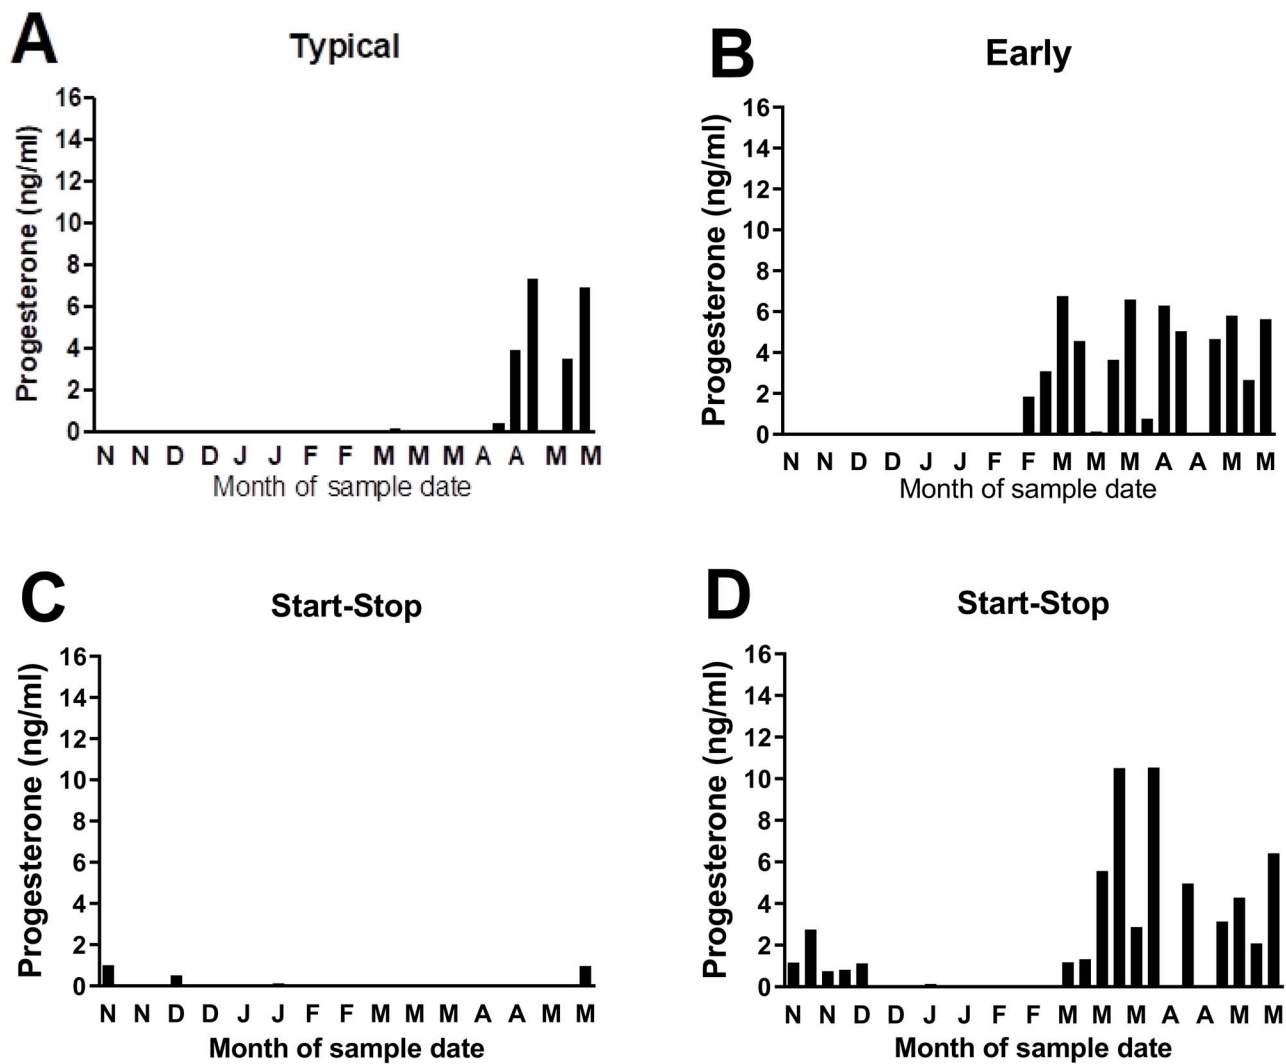 A
Typical
Progesterone (ng/ml)
16
14
12
10
8
6
4
2
0
N N D D J J F F M M M A A M M
Month of sample date
B
Early
Progesterone (ng/ml)
16
14
12
10
8
6
4
2
0
N N D D J J F F M M M A A M M
Month of sample date
C
Start-Stop
Progesterone (ng/ml)
16
14
12
10
8
6
4
2
0
N N D D J J F F M M M A A M M
Month of sample date
D
Start-Stop
Progesterone (ng/ml)
16
14
12
10
8
6
4
2
0
N N D D J J F F M M M A A M M
Month of sample date